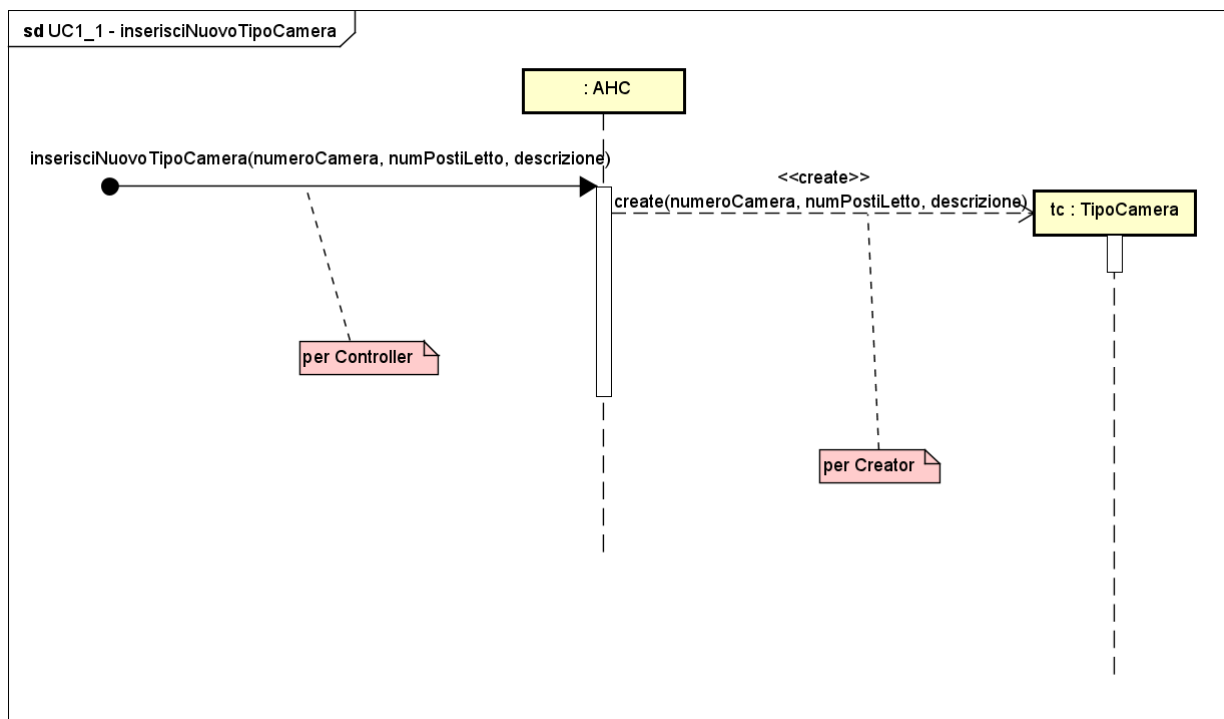 sd UC1_1 - inserisciNuovoTipoCamera
: AHC
inserisciNuovoTipoCamera(numeroCamera, numPostiLetto, descrizione)
<<create>>
create(numeroCamera, numPostiLetto, descrizione)
tc : TipoCamera
per Controller
per Creator